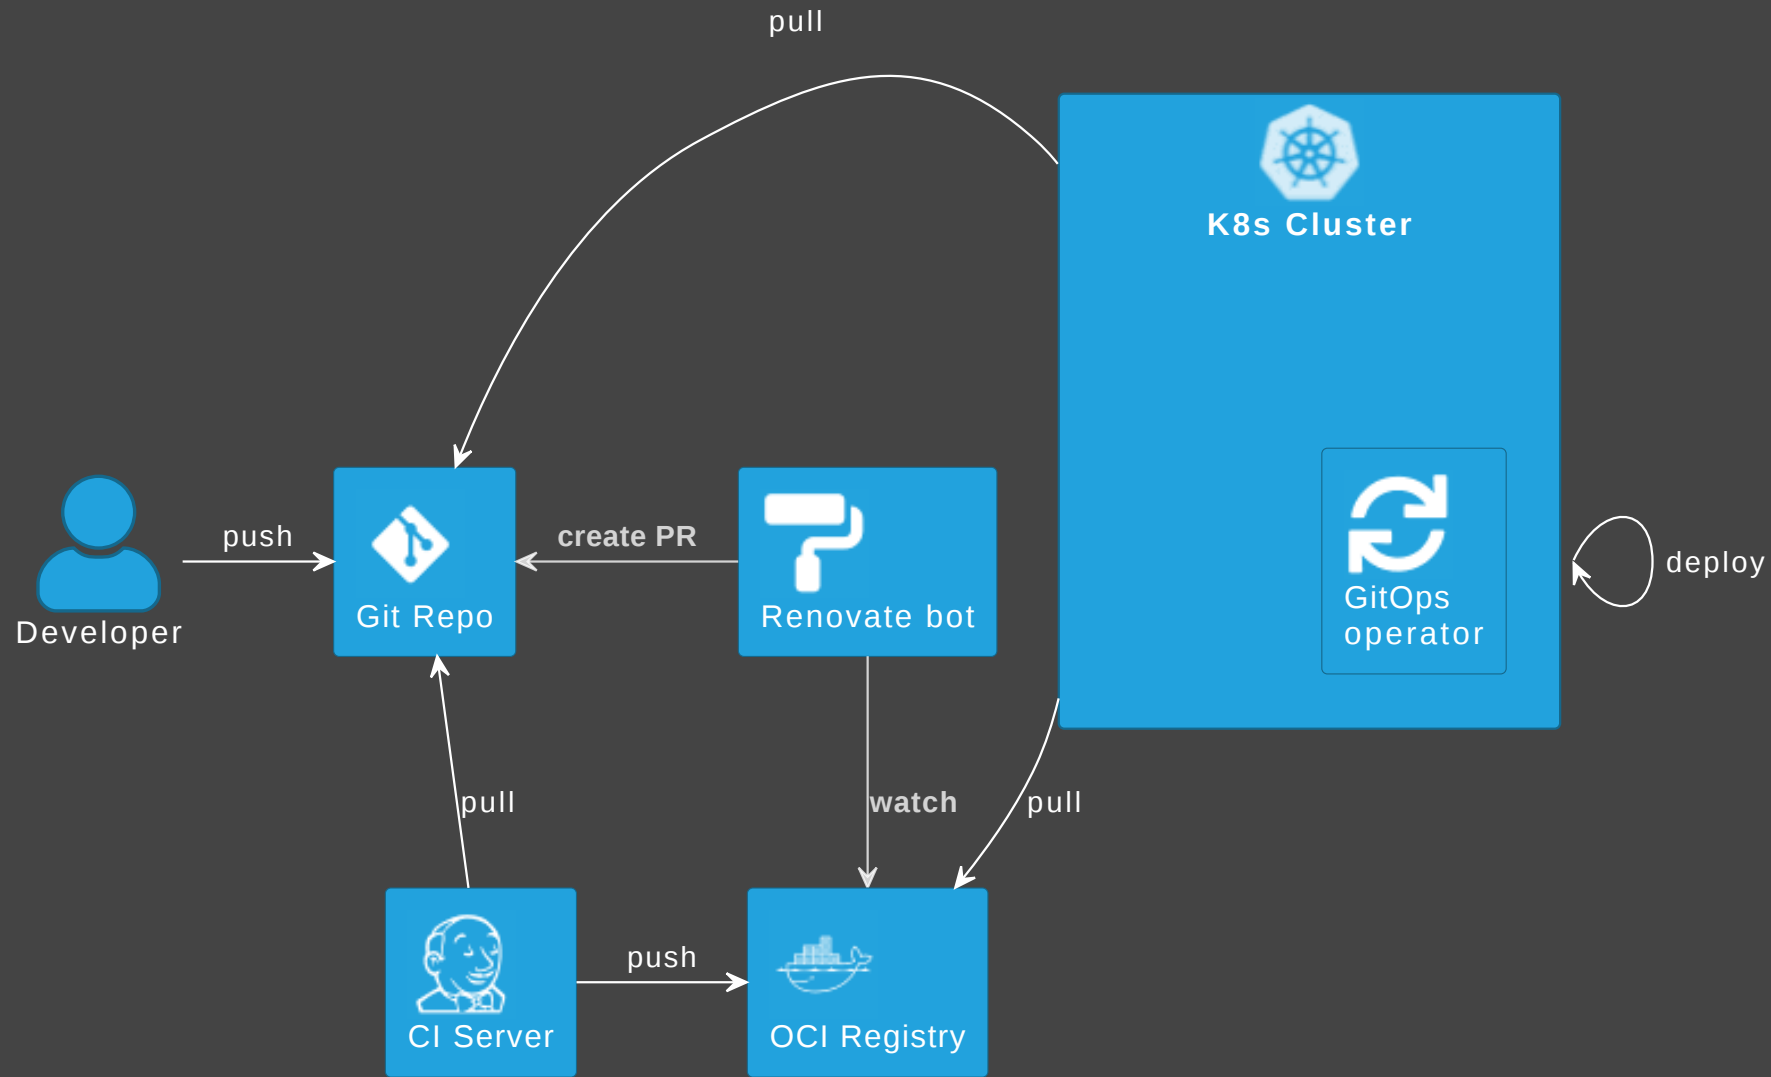 pull
K8s Cluster
push
create PR
deploy
GitOps
operator
Developer
Git Repo
Renovate bot
pull
watch
pull
push
CI Server
OCI Registry